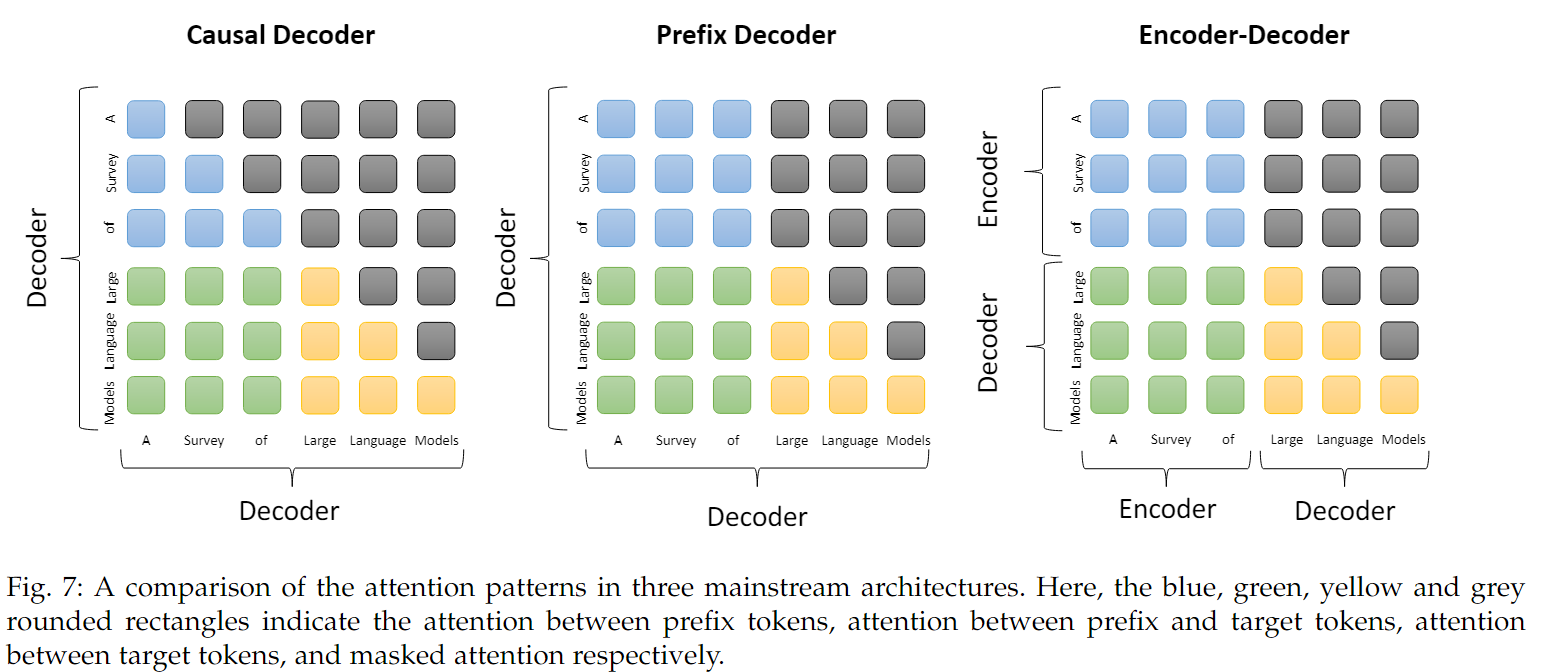 Causal Decoder
Prefix Decoder
Encoder-Decoder
Decoder
A
Survey
of
Large
Language
Models
A Survey of Large Language Models
Decoder
Decoder
A
Survey
of
Large
Language
Models
A Survey of Large Language Models
Decoder
Encoder
Decoder
A
Survey
of
Large
Language
Models
A Survey of Large Language Models
Encoder
Decoder
Fig. 7: A comparison of the attention patterns in three mainstream architectures. Here, the blue, green, yellow and grey
rounded rectangles indicate the attention between prefix tokens, attention between prefix and target tokens, attention
between target tokens, and masked attention respectively.